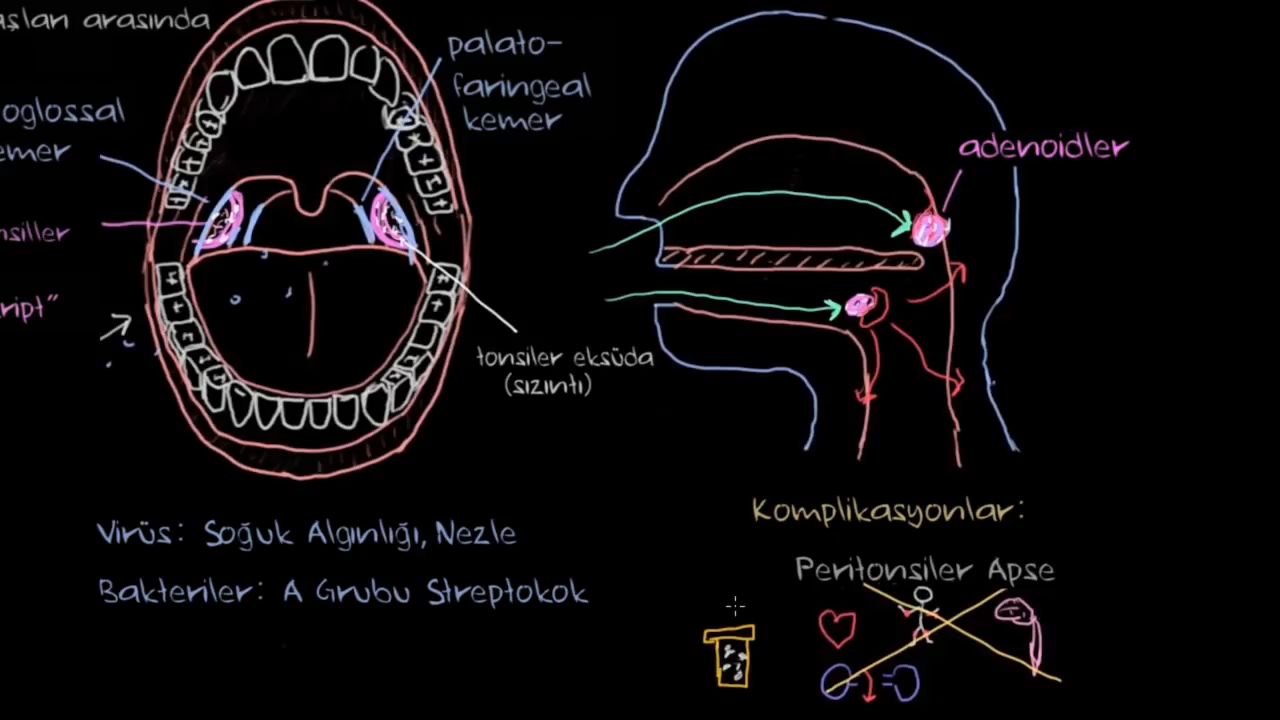 aşları arasında
palato-
faringeal
kemer
oglossal
emer
adenoidler
nsiller
ript"
tonsiler eksüda
(sızıntı)
Komplikasyonlar:
Virüs: Soğuk Algınlığı, Nezle
Peritonsiler Apse
Bakteriler: A Grubu Streptokok